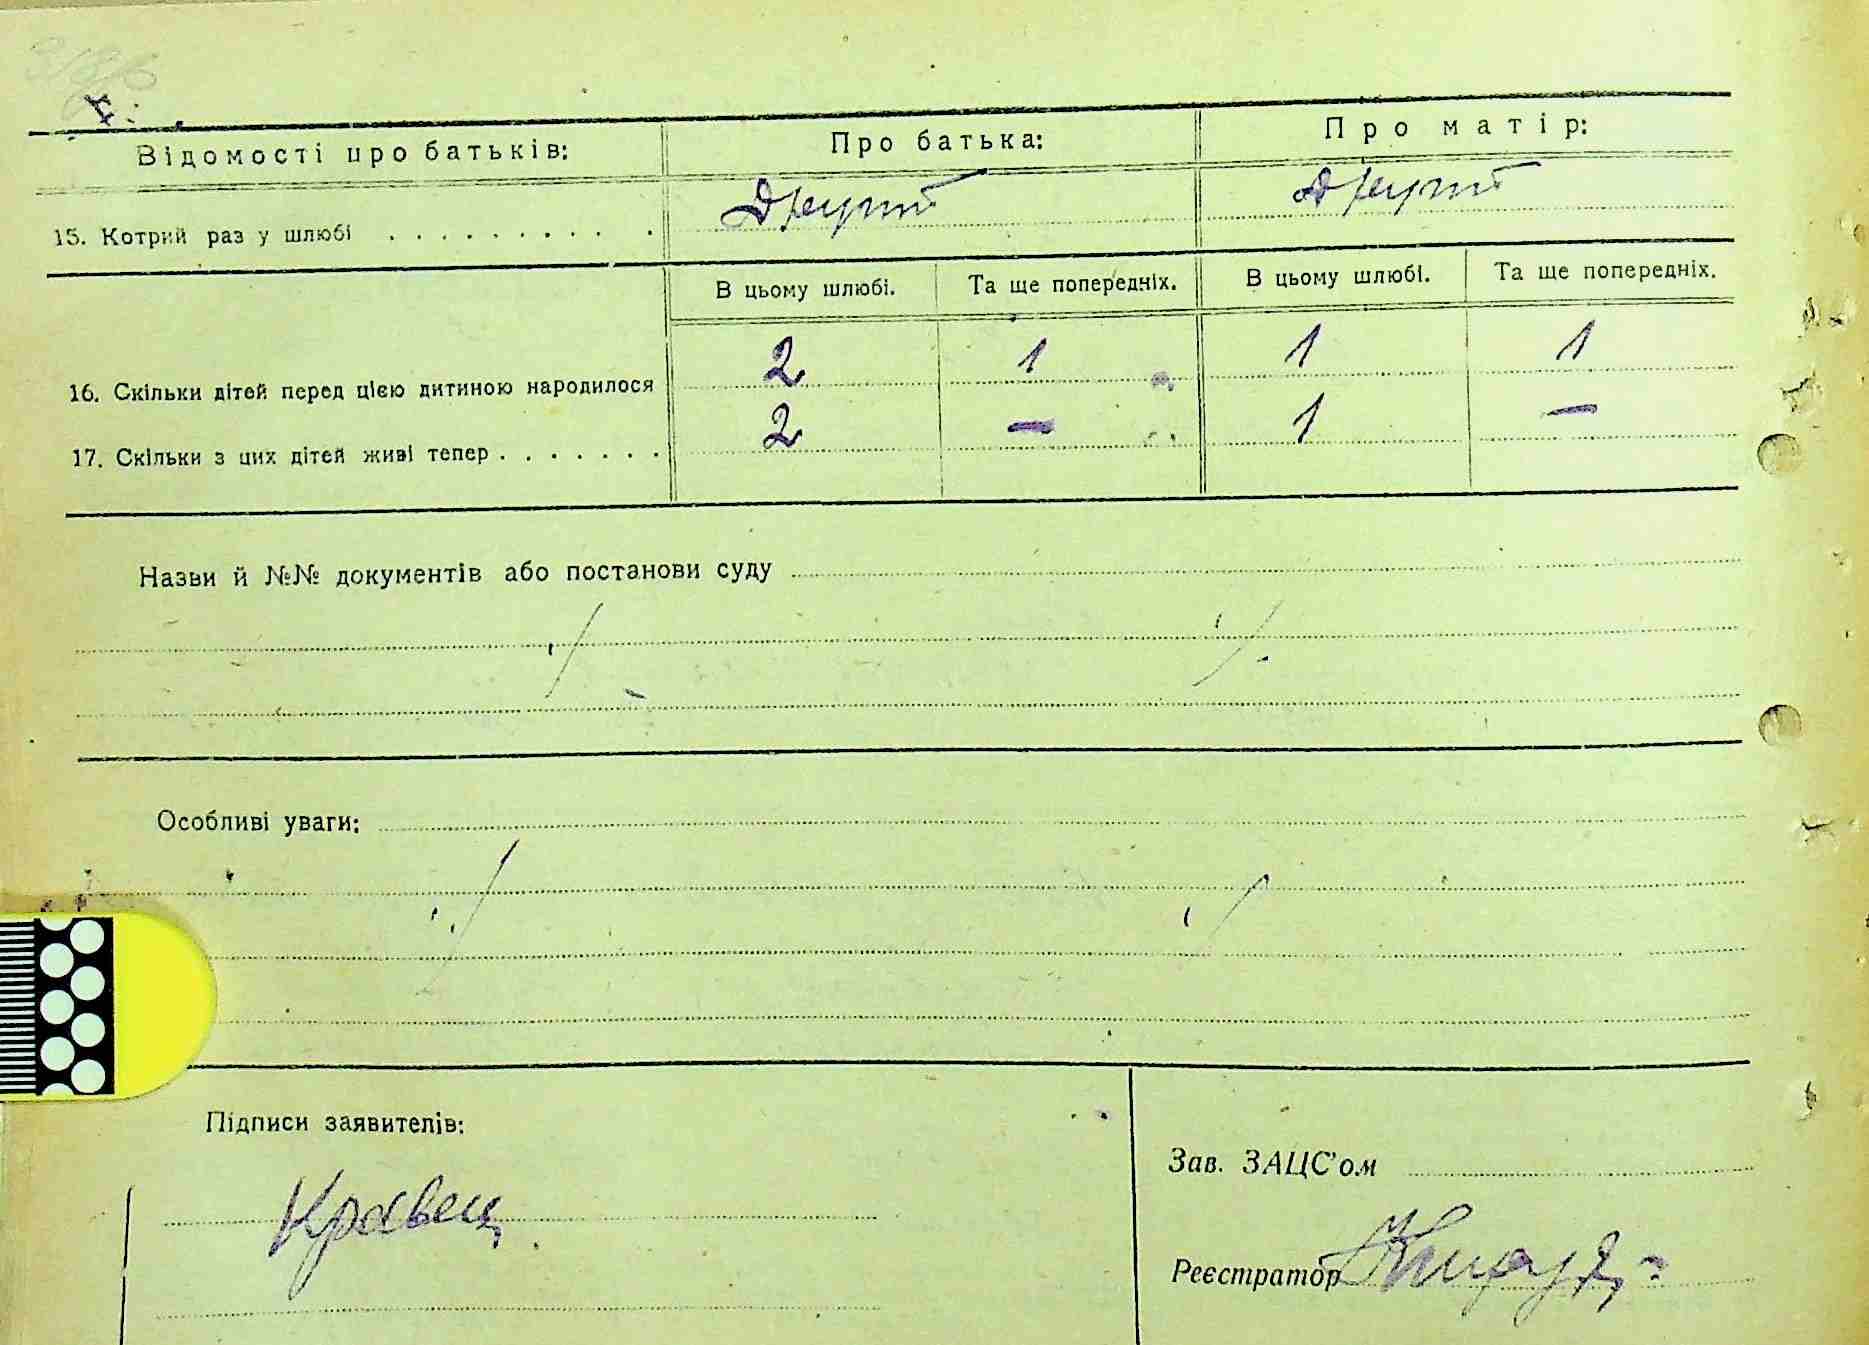 Відомості про батьків: Про батька: Про матір:
15. Котрий раз у шлюбі . . . . . . . . . . Другий Другий
В цьому шлюбі. Та ще попередніх. В цьому шлюбі. Та ще попередніх.
16. Скільки дітей перед цією дитиною народилося 2 1 1 1
17. Скільки з цих дітей живі тепер . . . . . . . 2 — 1 —
Назви й №№ документів або постанови суду
Особливі уваги:
Підписи заявителів:
Зав. ЗАЦС'ом
Кравец
Реєстратор